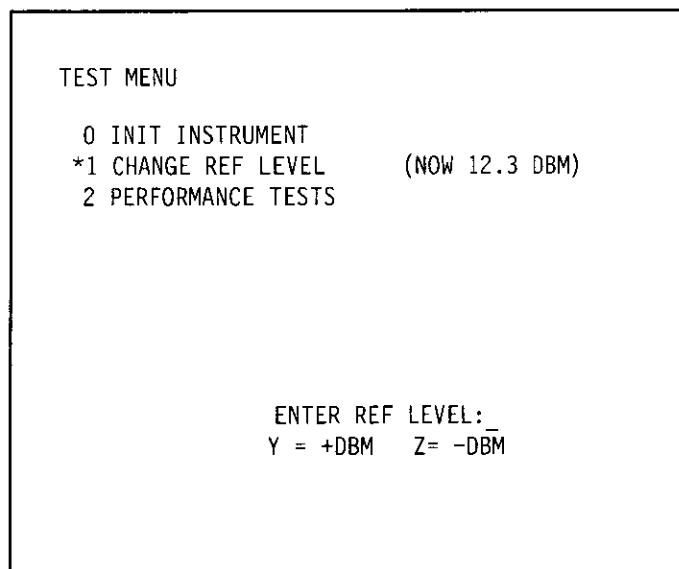 TEST MENU
0 INIT INSTRUMENT
*1 CHANGE REF LEVEL (NOW 12.3 DBM)
2 PERFORMANCE TESTS
ENTER REF LEVEL:_
Y = +DBM Z= -DBM